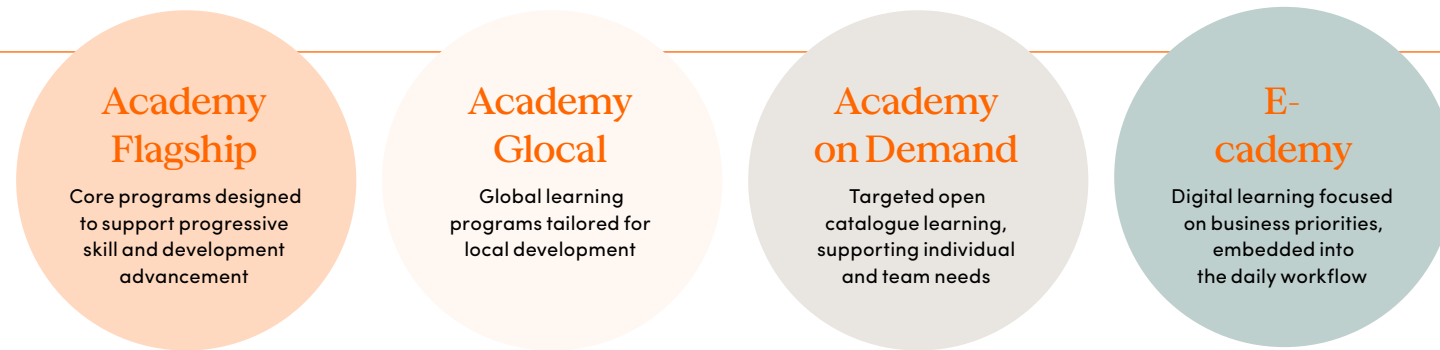 Academy
Flagship
Core programs designed
to support progressive
skill and development
advancement
Academy
Glocal
Global learning
programs tailored for
local development
Academy
on Demand
Targeted open
catalogue learning,
supporting individual
and team needs
E-
cademy
Digital learning focused
on business priorities,
embedded into
the daily workflow